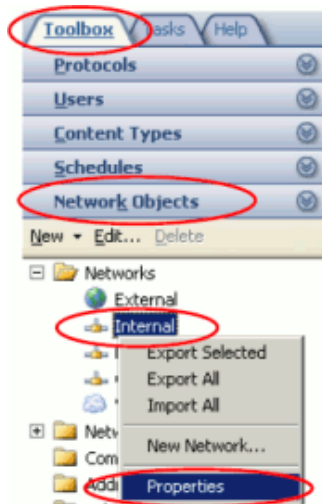 Toolbox Tasks Help
Protocols
Users
Content Types
Schedules
Network Objects
New Edit... Delete
Networks
External
Internal
Export Selected
Export All
Import All
New Network...
Properties